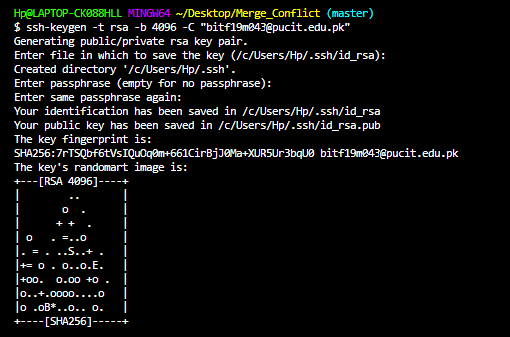 Hp@LAPTOP-CK088HLL MINGW64 ~/Desktop/Merge_Conflict (master)
$ ssh-keygen -t rsa -b 4096 -C "bitf19m043@pucit.edu.pk"
Generating public/private rsa key pair.
Enter file in which to save the key (/c/Users/Hp/.ssh/id_rsa):
Created directory '/c/Users/Hp/.ssh'.
Enter passphrase (empty for no passphrase):
Enter same passphrase again:
Your identification has been saved in /c/Users/Hp/.ssh/id_rsa
Your public key has been saved in /c/Users/Hp/.ssh/id_rsa.pub
The key fingerprint is:
SHA256:7rTSQbf6tVsIQuOq0m+661CirBjJ0Ma+XUR5Ur3bqU0 bitf19m043@pucit.edu.pk
The key's randomart image is:
+---[RSA 4096]----+
|        ..       |
|       o  .      |
|      + +  .     |
| o   . =..o      |
|. = . ..S..+ .   |
|+= o . o..o.E.   |
|+oo.  o.oo +o .  |
|o..+.oooo....o   |
|o .oB*..o.. o.   |
+----[SHA256]-----+